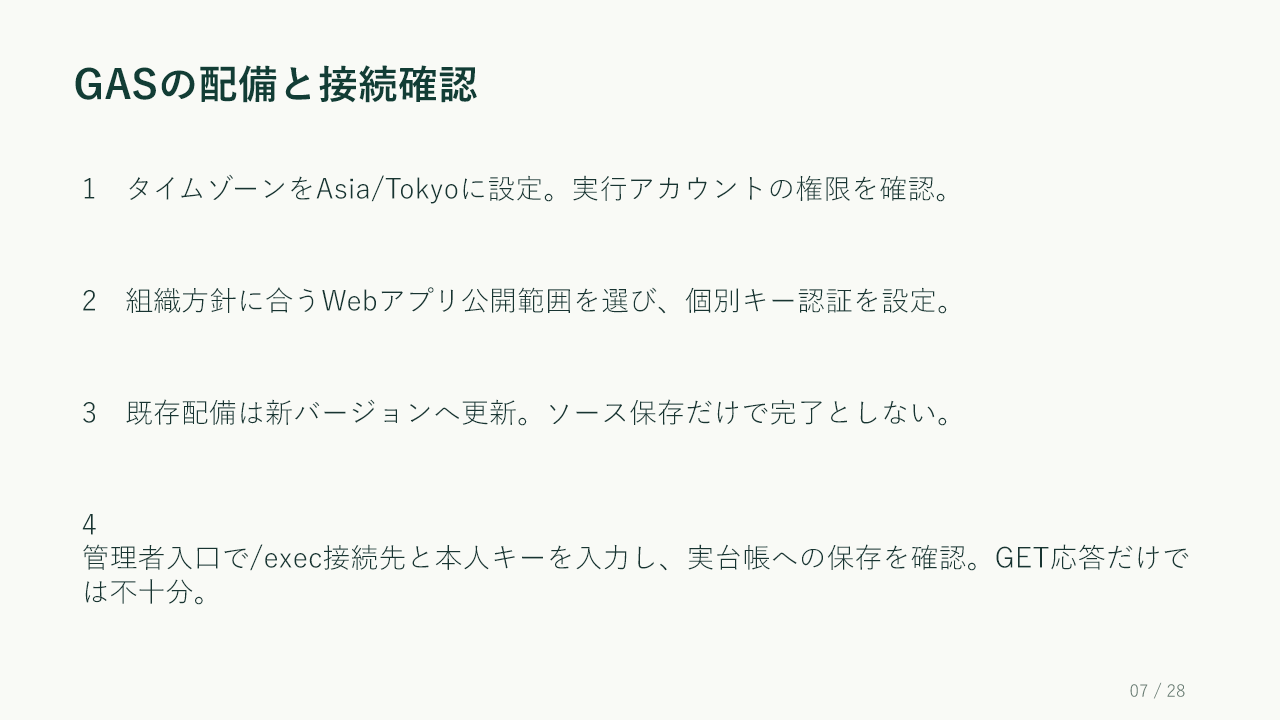 GASの配備と接続確認
1　タイムゾーンをAsia/Tokyoに設定。実行アカウントの権限を確認。
2　組織方針に合うWebアプリ公開範囲を選び、個別キー認証を設定。
3　既存配備は新バージョンへ更新。ソース保存だけで完了としない。
4
管理者入口で/exec接続先と本人キーを入力し、実台帳への保存を確認。GET応答だけで
は不十分。
07 / 28